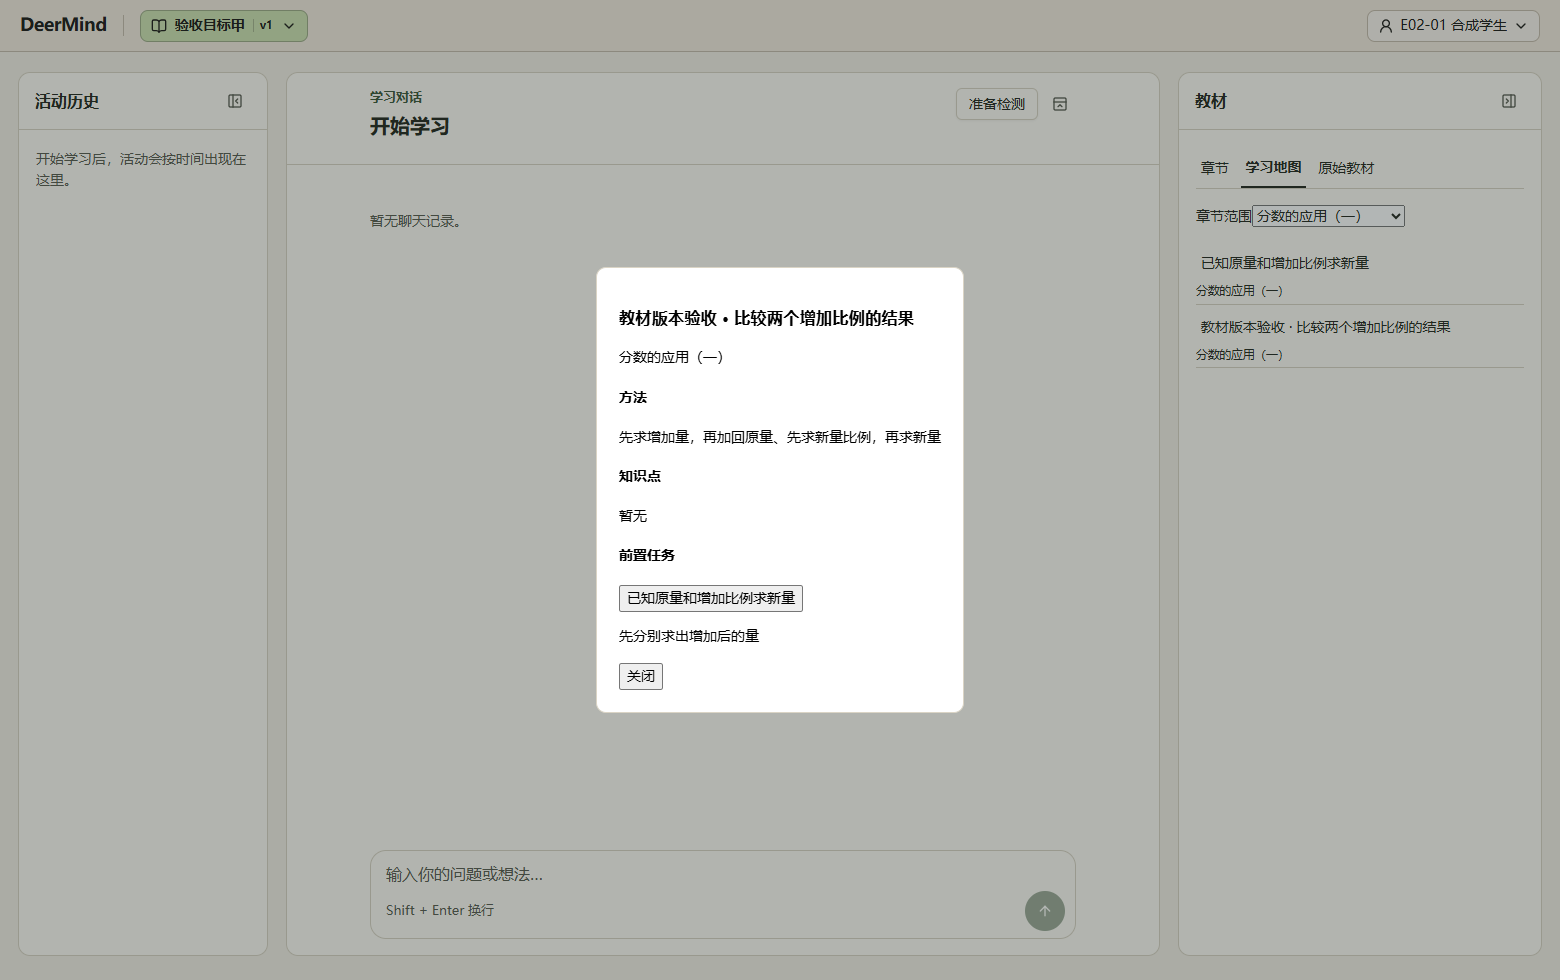 DeerMind
验收目标甲
v1
E02-01 合成学生
活动历史
开始学习后，活动会按时间出现在
这里。
学习对话
开始学习
准备检测
暂无聊天记录。
教材版本验收 · 比较两个增加比例的结果
分数的应用（一）
方法
先求增加量，再加回原量、先求新量比例，再求新量
知识点
暂无
前置任务
已知原量和增加比例求新量
先分别求出增加后的量
关闭
输入你的问题或想法...
Shift + Enter 换行
教材
章节
学习地图
原始教材
章节范围
分数的应用（一）
已知原量和增加比例求新量
分数的应用（一）
教材版本验收 · 比较两个增加比例的结果
分数的应用（一）